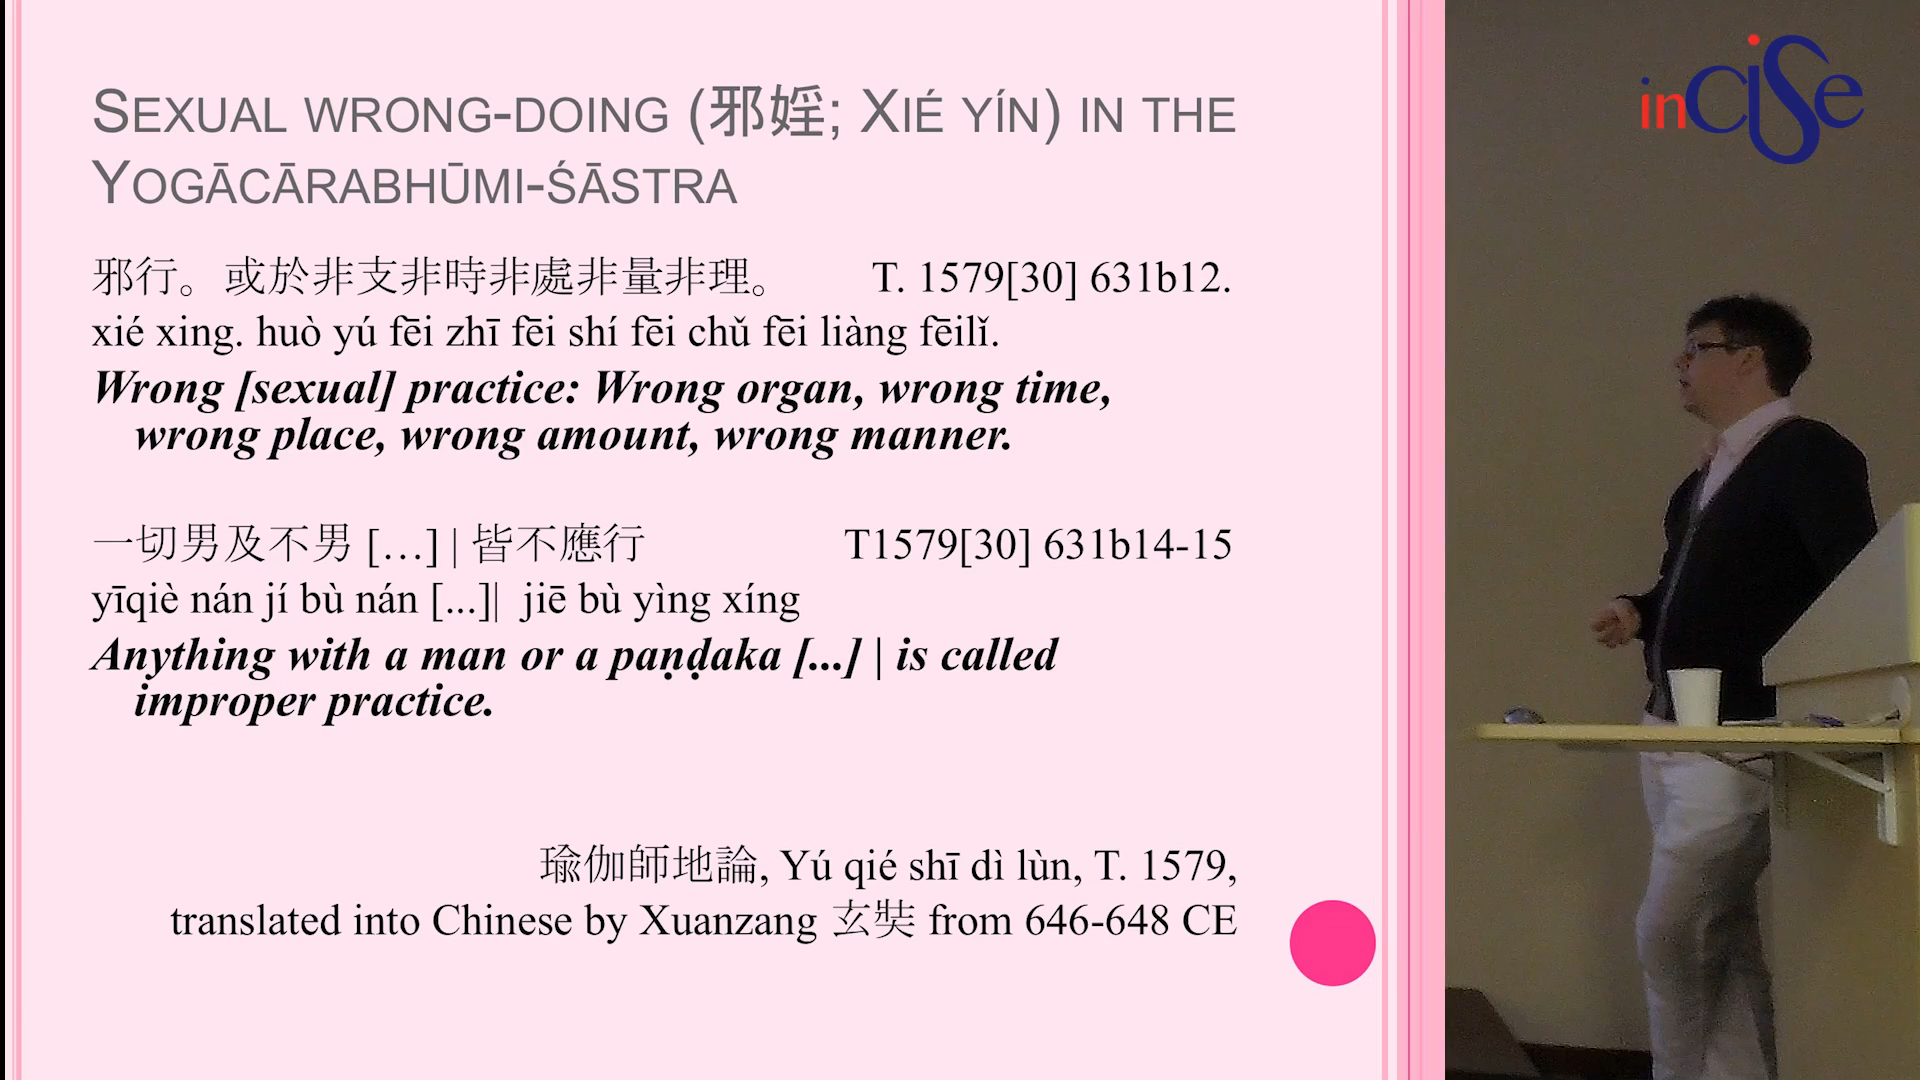 SEXUAL WRONG-DOING (邪婬; XIÉ YÍN) IN THE
YOGĀCĀRABHŪMI-ŚĀSTRA
邪行。或於非支非時非處非量非理。 T. 1579[30] 631b12.
xié xing. huò yú fēi zhī fēi shí fēi chǔ fēi liàng fēilǐ.
Wrong [sexual] practice: Wrong organ, wrong time,
wrong place, wrong amount, wrong manner.
一切男及不男 […] | 皆不應行 T1579[30] 631b14-15
yīqiè nán jí bù nán [...]| jiē bù yìng xíng
Anything with a man or a paṇḍaka [...] | is called
improper practice.
瑜伽師地論, Yú qié shī dì lùn, T. 1579,
translated into Chinese by Xuanzang 玄奘 from 646-648 CE
inCiSe